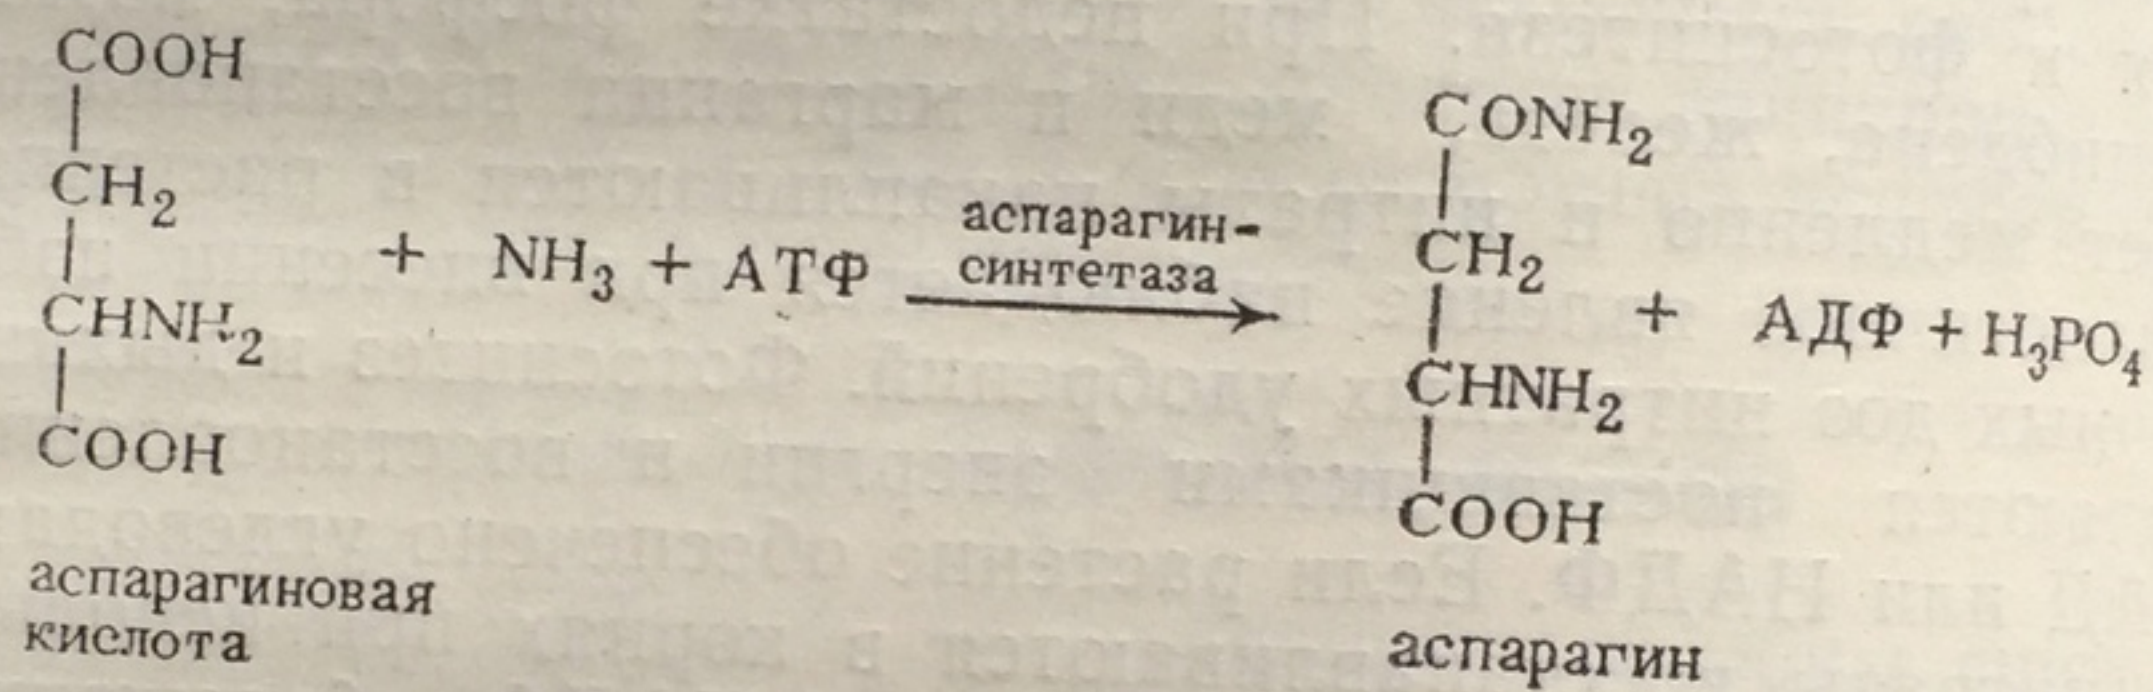 COOH
|
CH₂
|
CHNH₂
|
COOH
аспарагиновая
кислота
+ NH₃ + АТФ
аспарагин-
синтетаза
CONH₂
|
CH₂
|
CHNH₂
|
COOH
аспарагин
+ АДФ + H₃PO₄